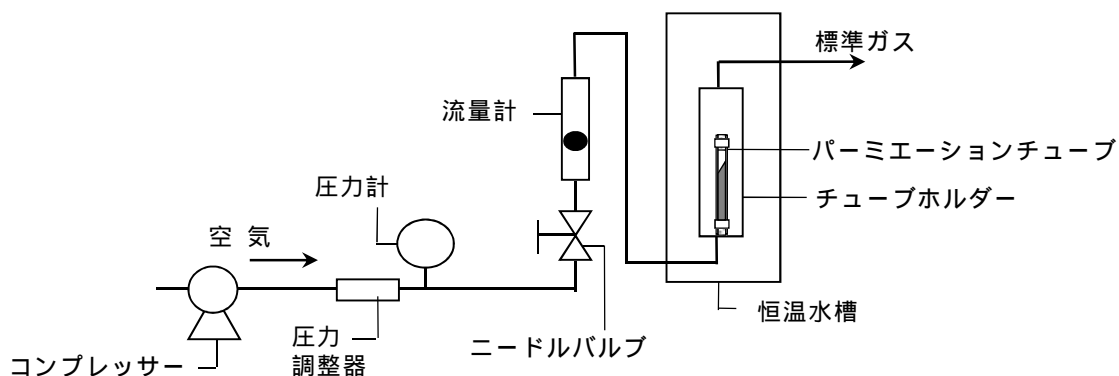 標準ガス
流量計
パーミエーションチューブ
圧力計
チューブホルダー
空 気
恒温水槽
圧力
調整器
ニードルバルブ
コンプレッサー